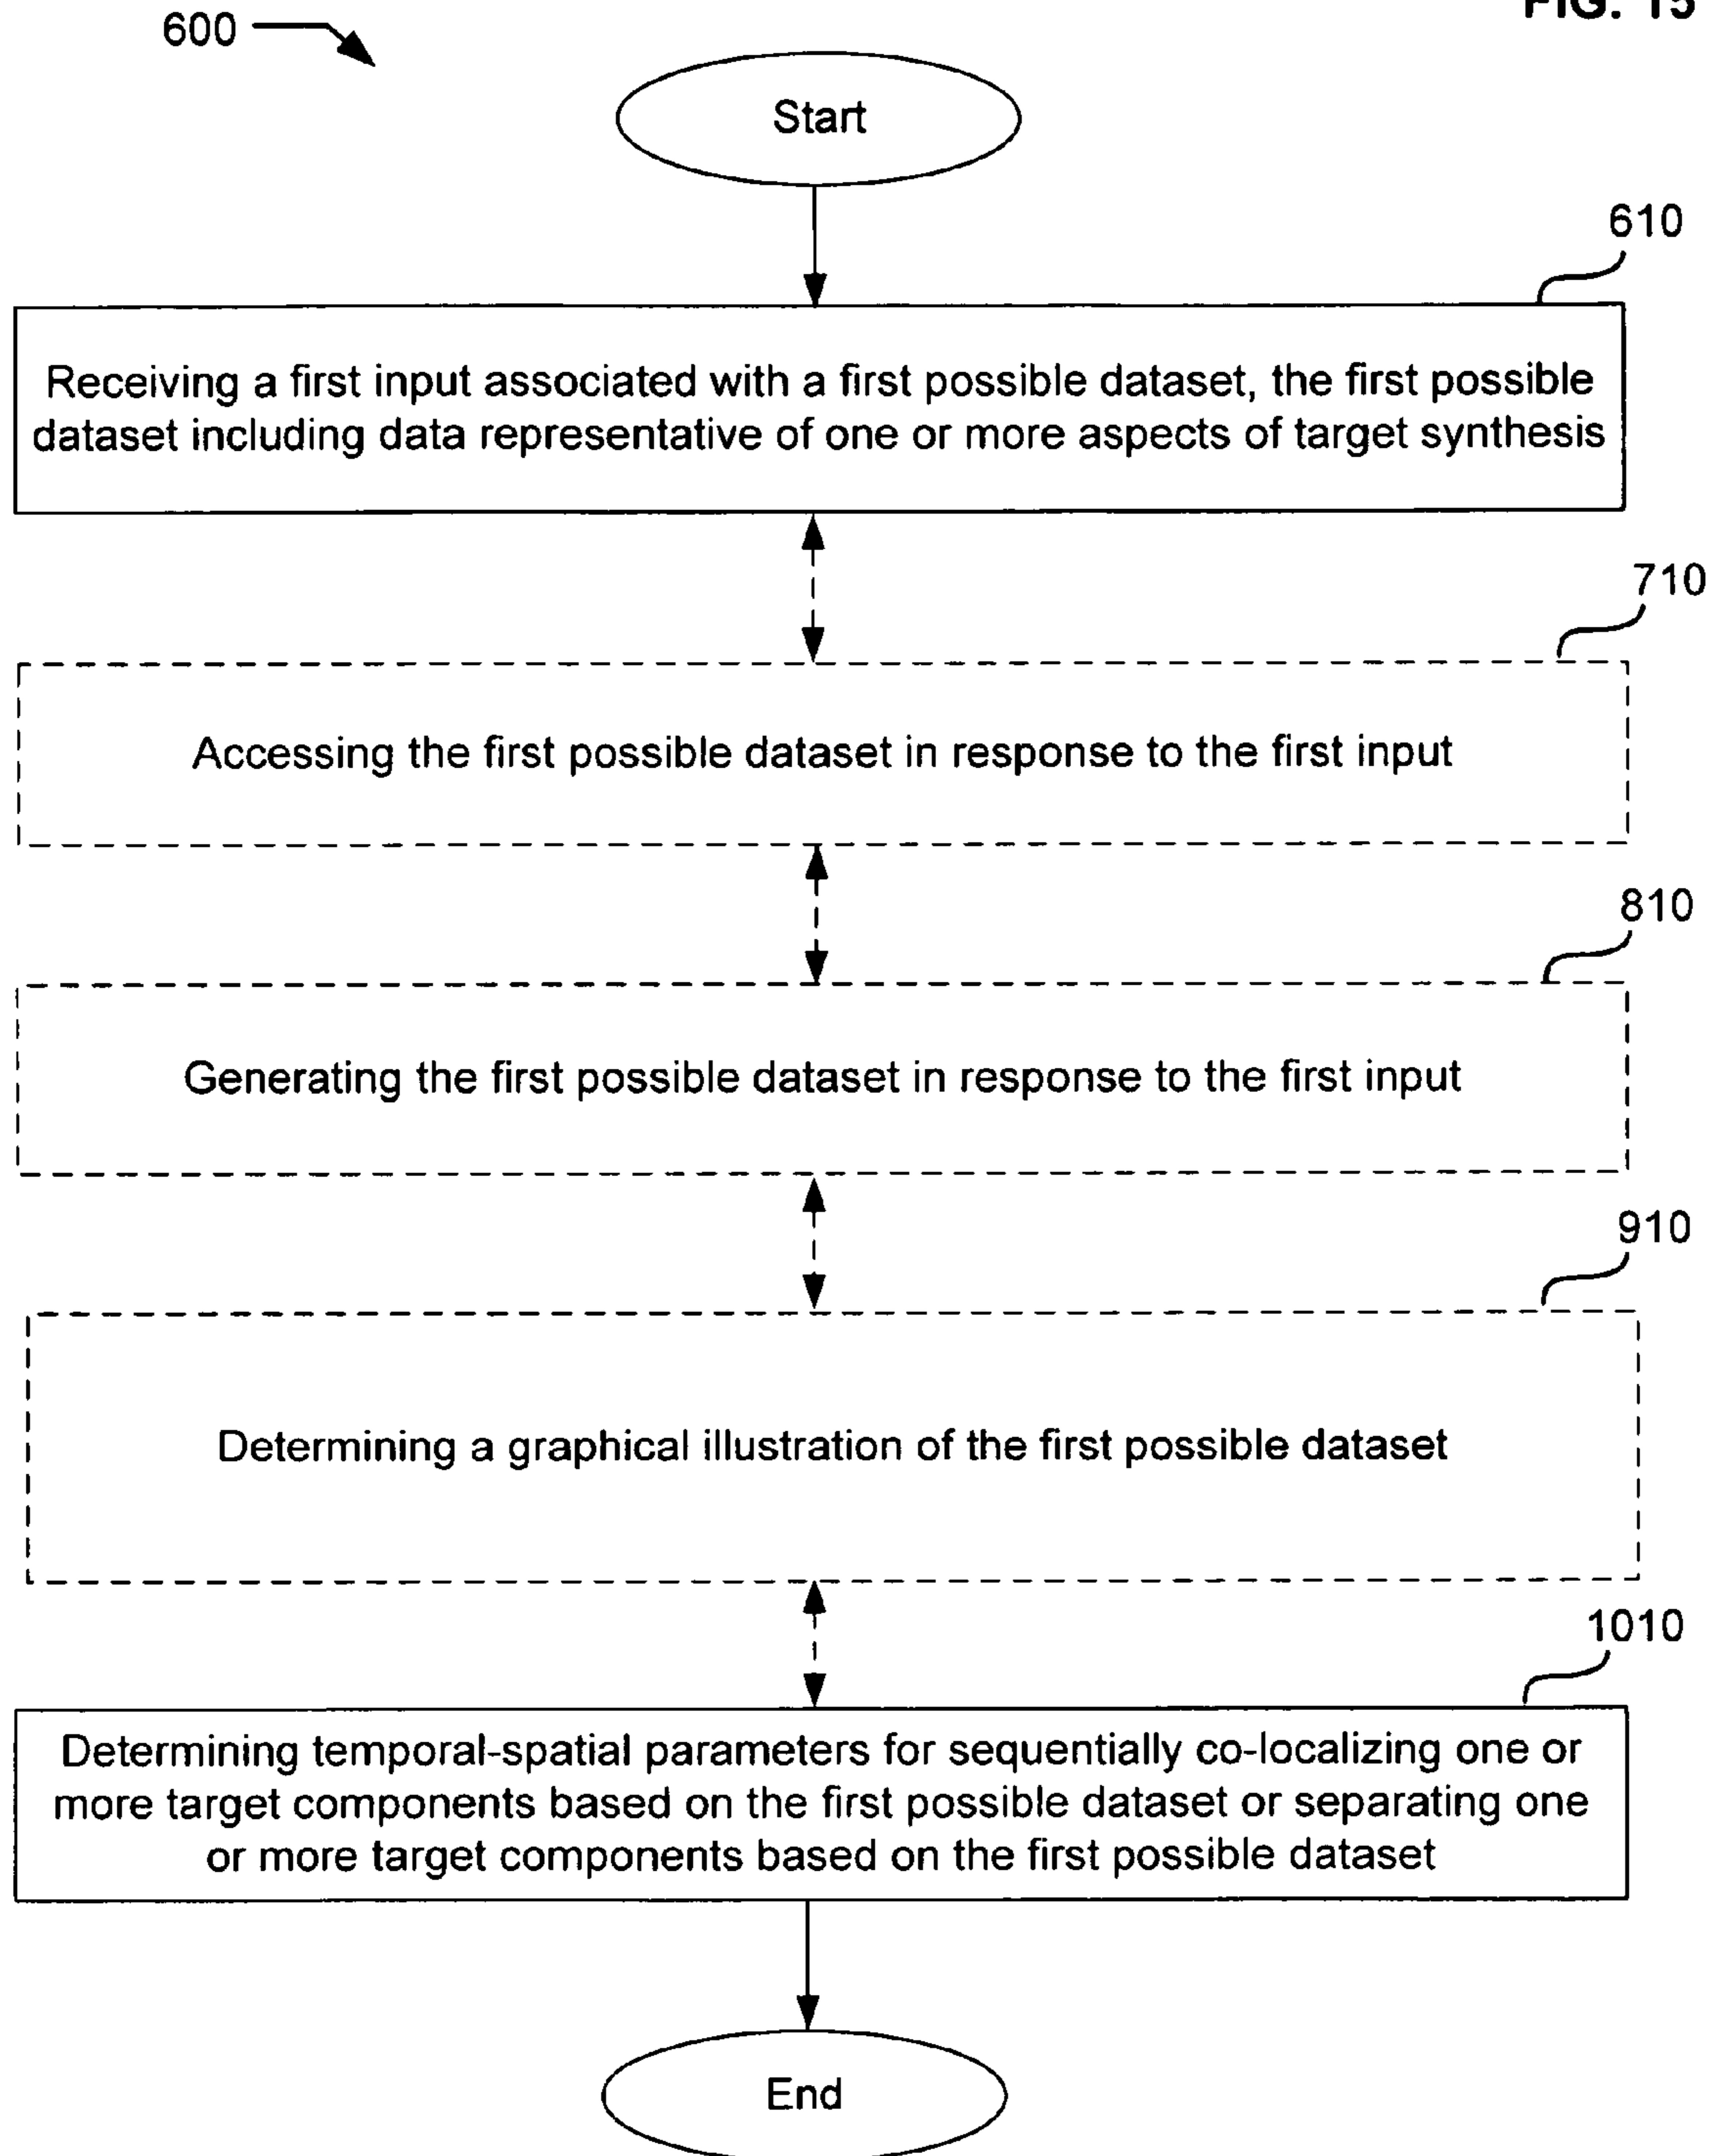 FIG. 15
600
Start
610
Receiving a first input associated with a first possible dataset, the first possible
dataset including data representative of one or more aspects of target synthesis
710
Accessing the first possible dataset in response to the first input
810
Generating the first possible dataset in response to the first input
910
Determining a graphical illustration of the first possible dataset
1010
Determining temporal-spatial parameters for sequentially co-localizing one or
more target components based on the first possible dataset or separating one
or more target components based on the first possible dataset
End